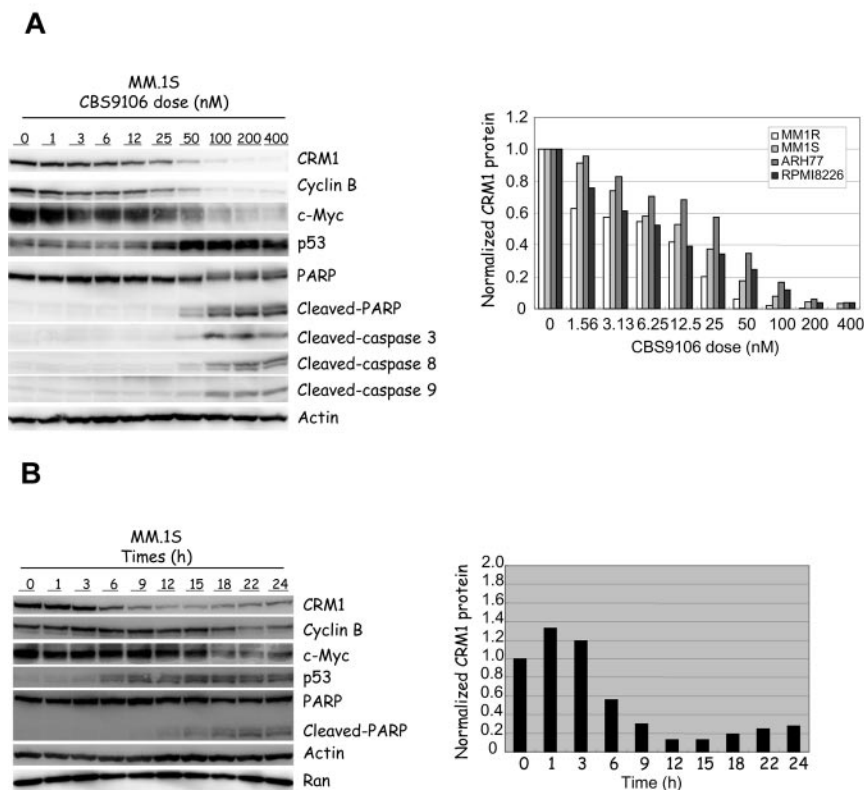 A
MM.1S
CBS9106 dose (nM)
0 1 3 6 12 25 50 100 200 400
CRM1
Cyclin B
c-Myc
p53
PARP
Cleaved-PARP
Cleaved-caspase 3
Cleaved-caspase 8
Cleaved-caspase 9
Actin
Normalized CRM1 protein
1.2
1.0
0.8
0.6
0.4
0.2
0
MM1R
MM1S
ARH77
RPMI8226
0 1.56 3.13 6.25 12.5 25 50 100 200 400
CBS9106 dose (nM)
B
MM.1S
Times (h)
0 1 3 6 9 12 15 18 22 24
CRM1
Cyclin B
c-Myc
p53
PARP
Cleaved-PARP
Actin
Ran
Normalized CRM1 protein
2.0
1.8
1.6
1.4
1.2
1.0
0.8
0.6
0.4
0.2
0
0 1 3 6 9 12 15 18 22 24
Time (h)